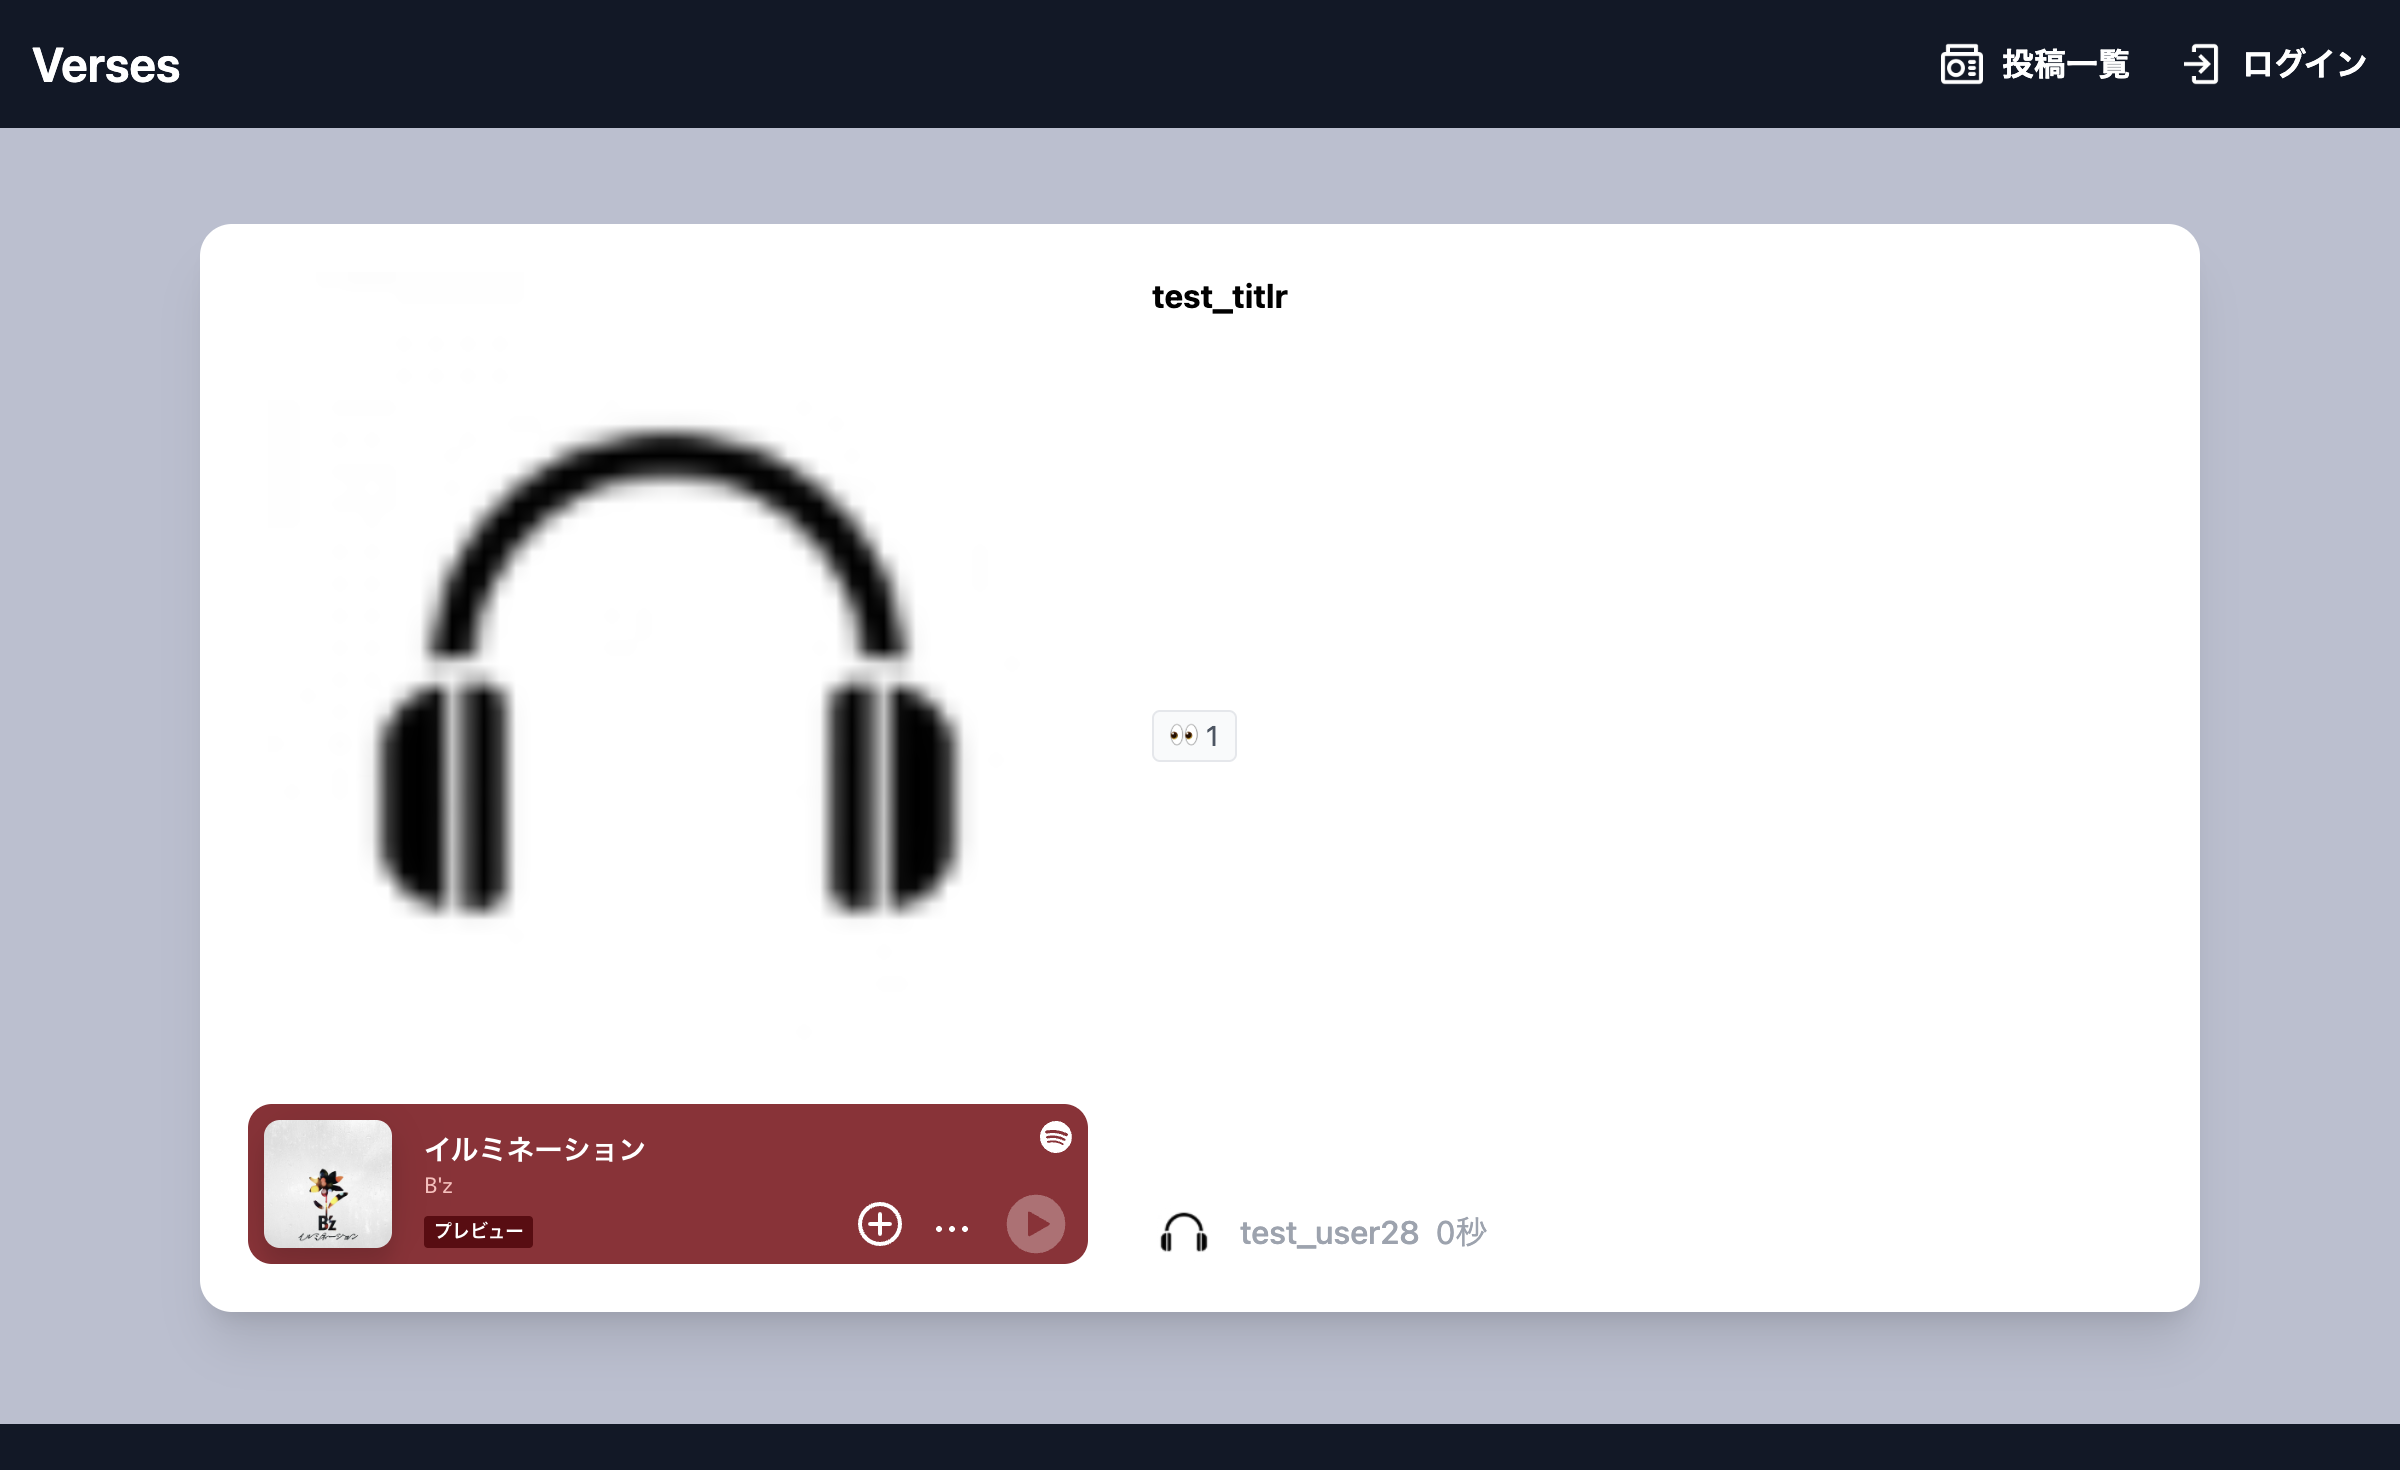 Verses
投稿一覧
ログイン
test_titlr
👀 1
イルミネーション
B'z
プレビュー
B'z
イルミネーション
test_user28 0秒